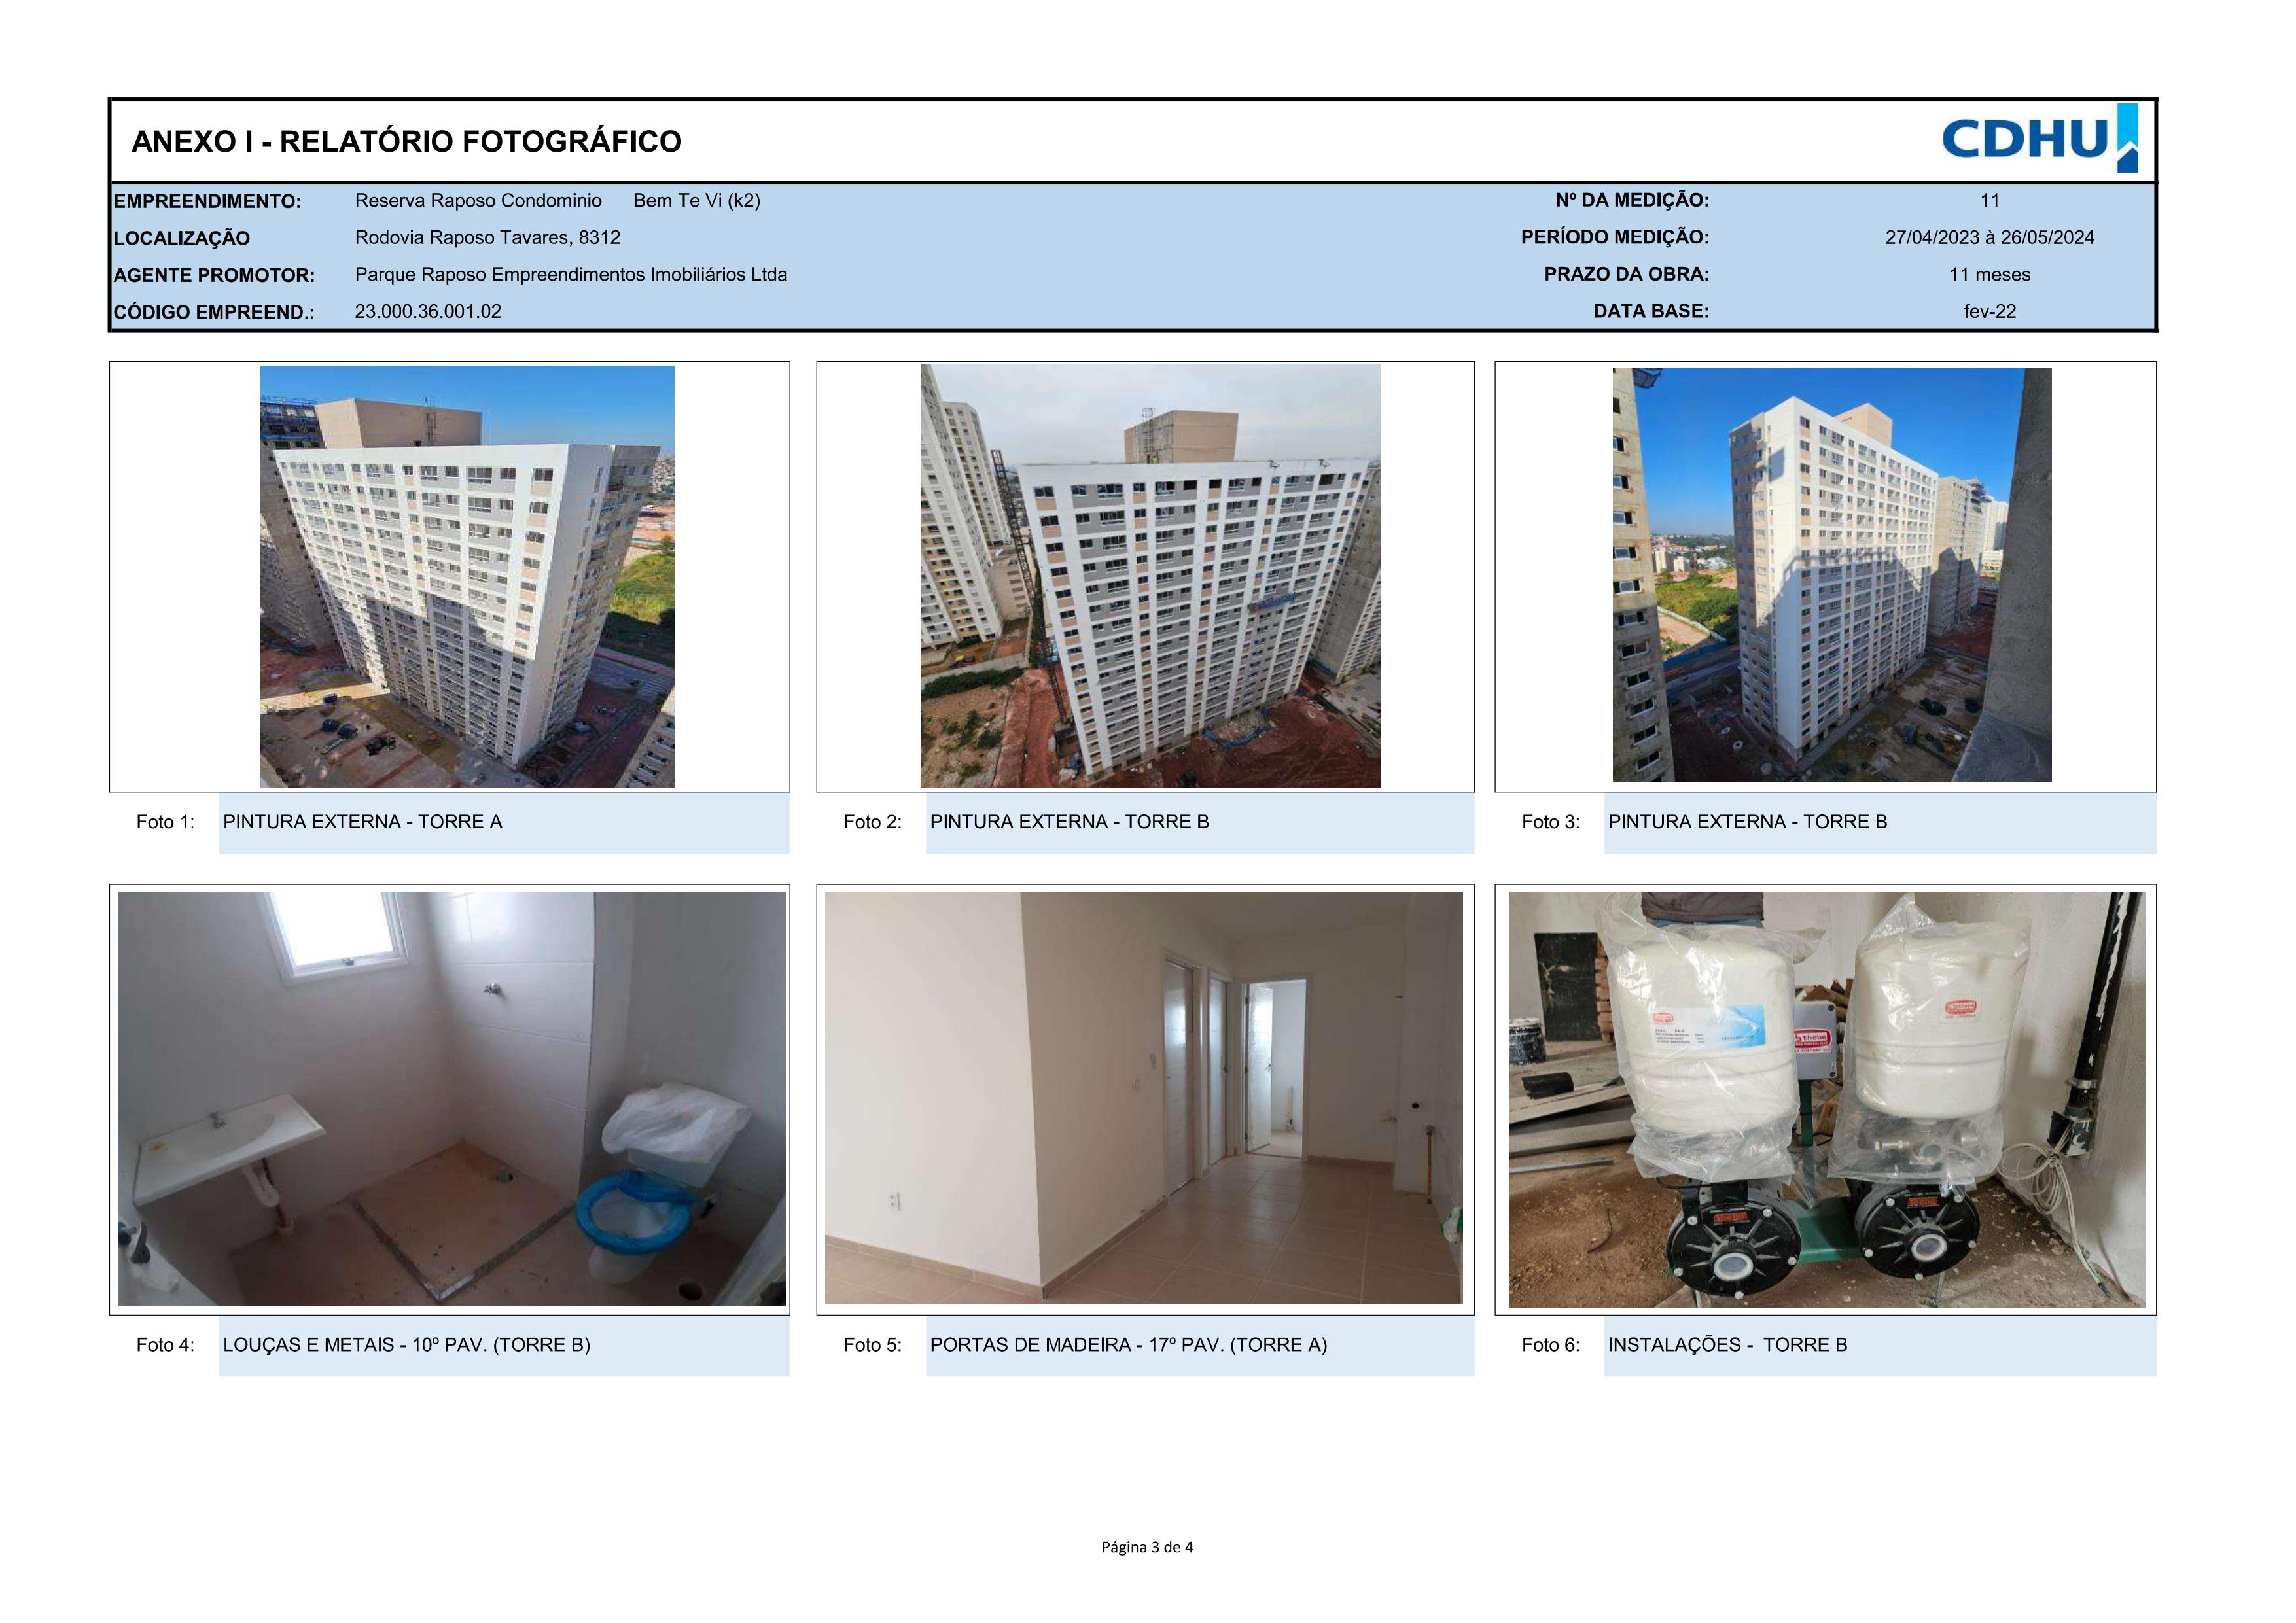 ANEXO I - RELATÓRIO FOTOGRÁFICO
CDHU
EMPREENDIMENTO: Reserva Raposo Condominio Bem Te Vi (k2) Nº DA MEDIÇÃO: 11
LOCALIZAÇÃO Rodovia Raposo Tavares, 8312 PERÍODO MEDIÇÃO: 27/04/2023 à 26/05/2024
AGENTE PROMOTOR: Parque Raposo Empreendimentos Imobiliários Ltda PRAZO DA OBRA: 11 meses
CÓDIGO EMPREEND.: 23.000.36.001.02 DATA BASE: fev-22
Foto 1: PINTURA EXTERNA - TORRE A
Foto 2: PINTURA EXTERNA - TORRE B
Foto 3: PINTURA EXTERNA - TORRE B
thebe
Foto 4: LOUÇAS E METAIS - 10º PAV. (TORRE B)
Foto 5: PORTAS DE MADEIRA - 17º PAV. (TORRE A)
Foto 6: INSTALAÇÕES - TORRE B
Página 3 de 4